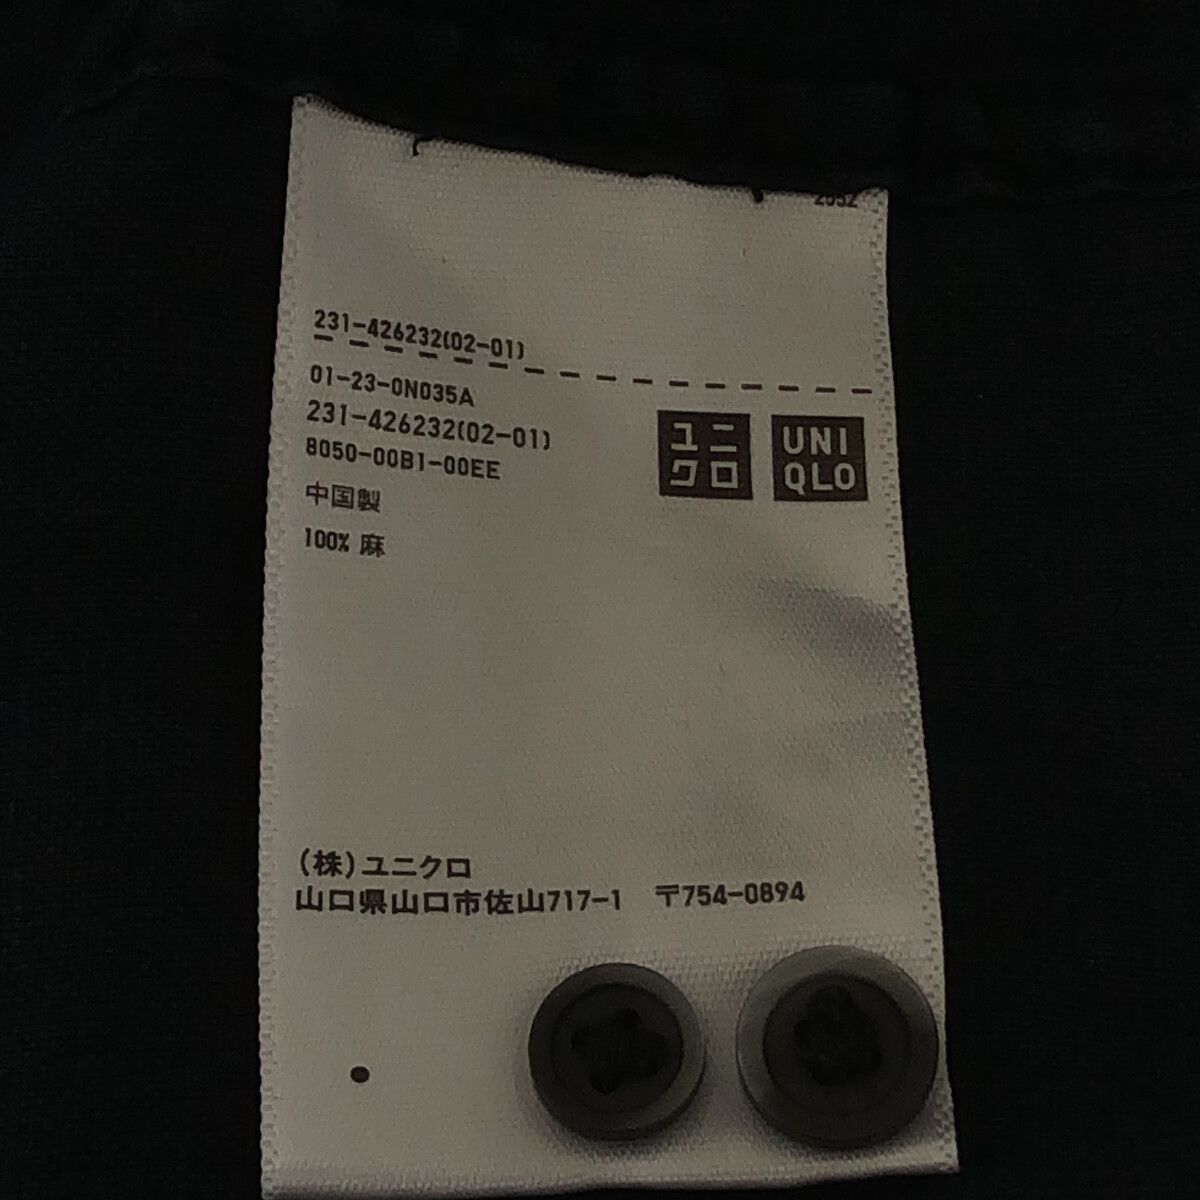 231-426232(02-01)
01-23-0N035A
231-426232(02-01)
8050-00B1-00EE
中国製
100% 麻
ユニ
クロ
UNI
QLO
(株)ユニクロ
山口県山口市佐山717-1 〒754-0894